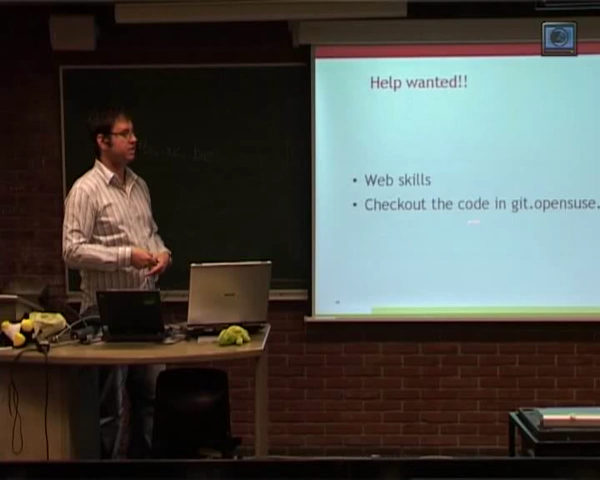 Help wanted!!
• Web skills
• Checkout the code in git.opensuse.